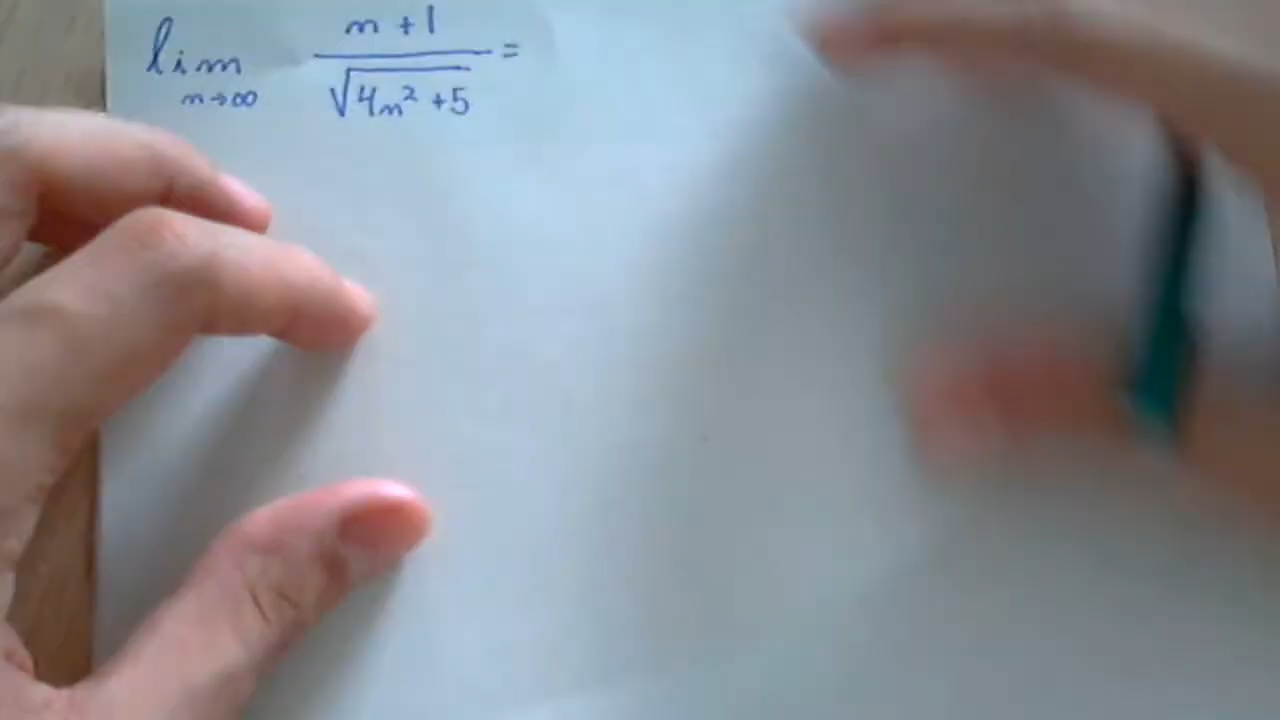 lim n→∞ n+1 / √4n²+5 =